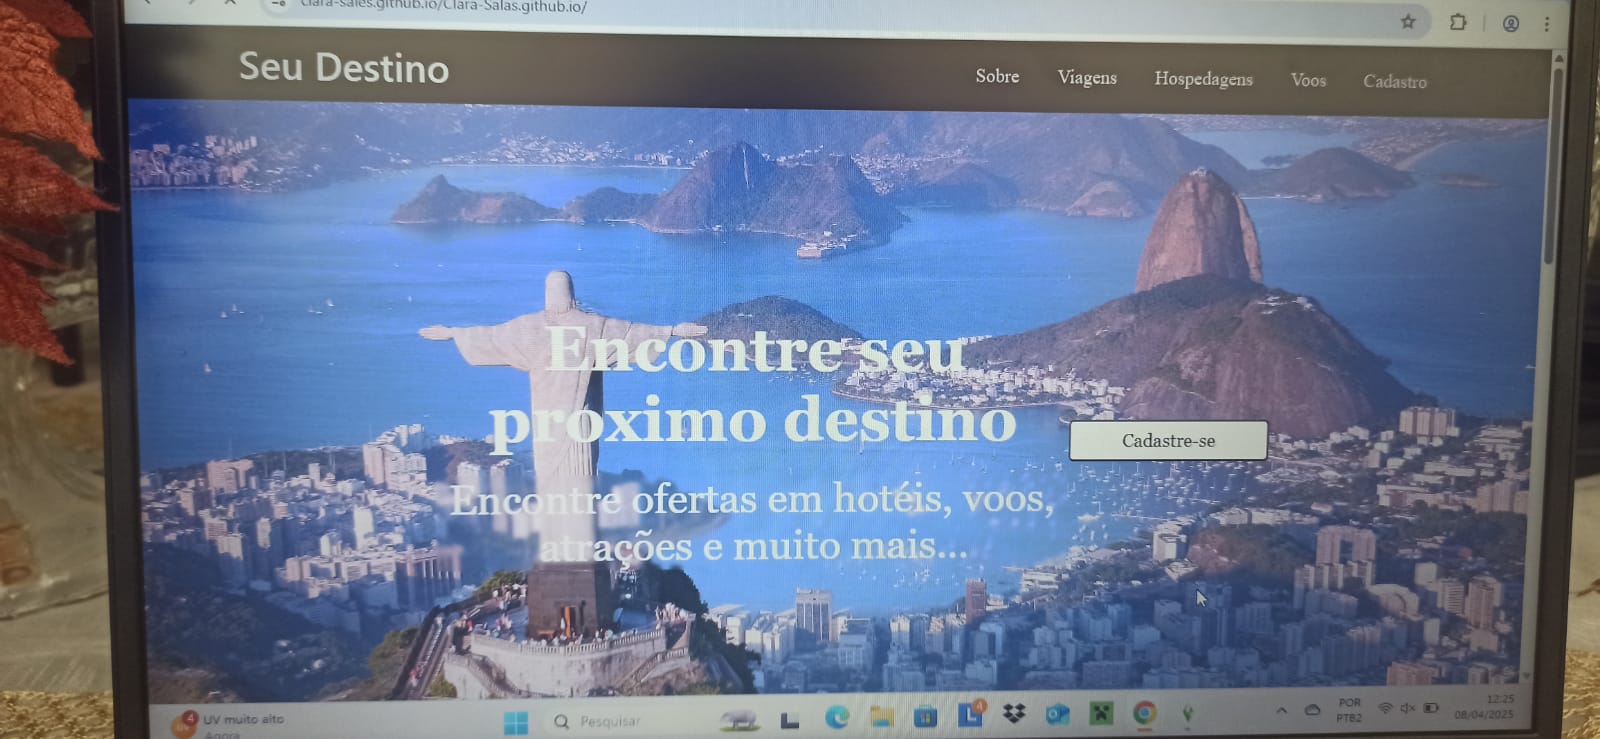 clara-sales.github.io/Clara-Salas.github.io/
Seu Destino
Sobre Viagens Hospedagens Voos Cadastro
Encontre seu
proximo destino
Cadastre-se
Encontre ofertas em hotéis, voos,
atrações e muito mais...
4
UV muito alto
Agora
Pesquisar
L
4
POR
PTB2
12:25
08/04/2025